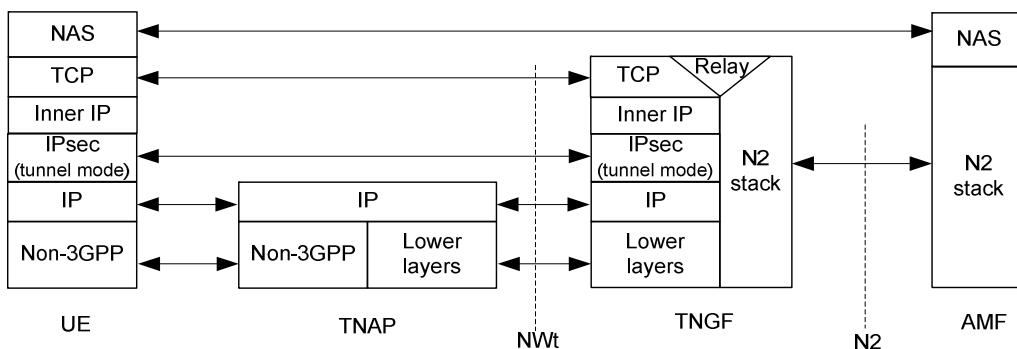 NAS
TCP
Inner IP
IPsec
(tunnel mode)
IP
Non-3GPP
UE
IP
Non-3GPP
Lower
layers
TNAP
NWt
TCP
Relay
Inner IP
IPsec
(tunnel mode)
IP
Lower
layers
N2
stack
TNGF
N2
NAS
N2
stack
AMF